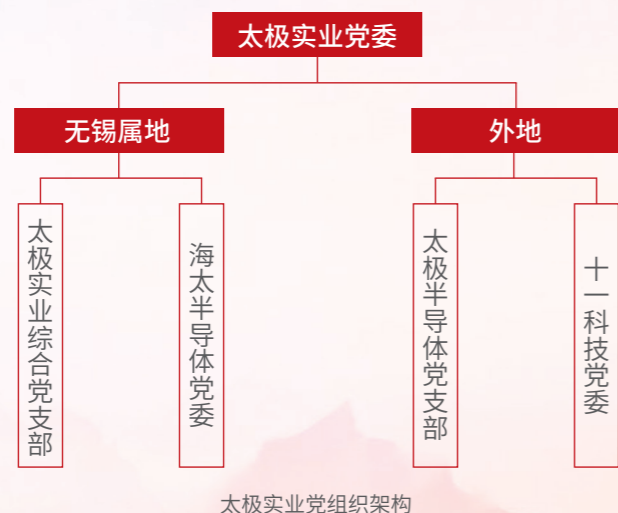 太极实业党委
无锡属地
外地
太极实业综合党支部
海太半导体党委
太极半导体党支部
十一科技党委
太极实业党组织架构